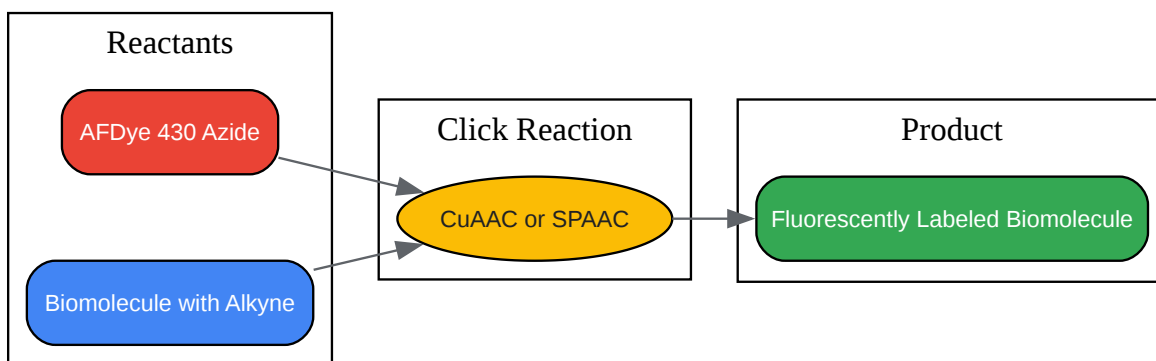 Reactants
AFDye 430 Azide
Biomolecule with Alkyne
Click Reaction
CuAAC or SPAAC
Product
Fluorescently Labeled Biomolecule